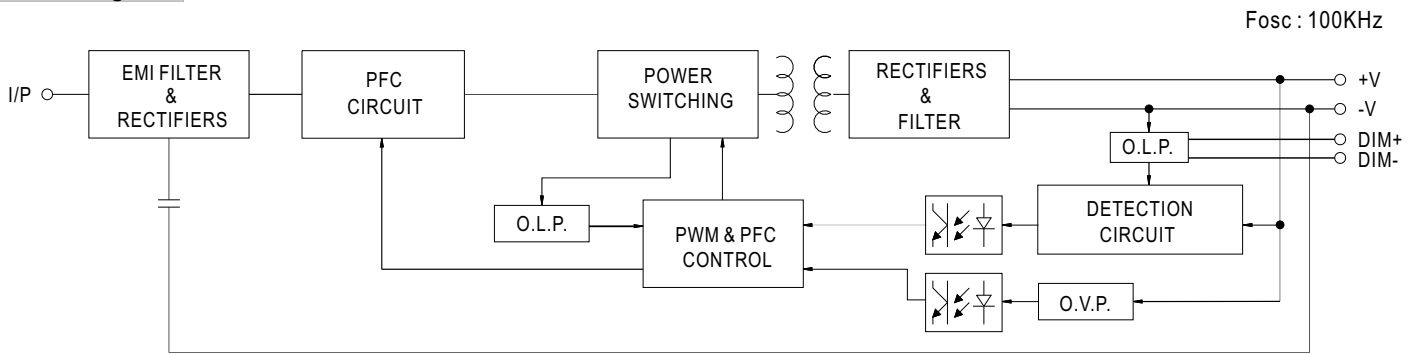 Fosc : 100KHz
I/P
EMI FILTER
&
RECTIFIERS
PFC
CIRCUIT
POWER
SWITCHING
RECTIFIERS
&
FILTER
+V
-V
DIM+
DIM-
O.L.P.
DETECTION
CIRCUIT
O.L.P.
PWM & PFC
CONTROL
O.V.P.